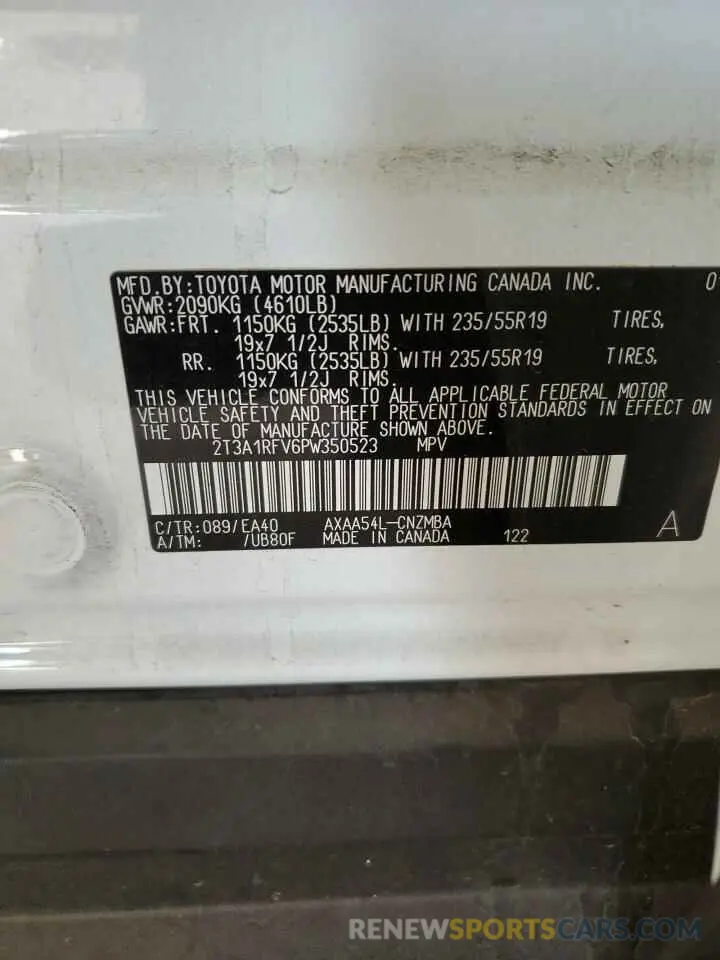 MFD.BY:TOYOTA MOTOR MANUFACTURING CANADA INC. 0
GVWR:2090KG (4610LB)
GAWR:FRT. 1150KG (2535LB) WITH 235/55R19 TIRES,
19x7 1/2J RIMS.
RR. 1150KG (2535LB) WITH 235/55R19 TIRES,
19x7 1/2J RIMS.
THIS VEHICLE CONFORMS TO ALL APPLICABLE FEDERAL MOTOR
VEHICLE SAFETY AND THEFT PREVENTION STANDARDS IN EFFECT ON
THE DATE OF MANUFACTURE SHOWN ABOVE.
2T3A1RFV6PW350523 MPV
C/TR:089/EA40 AXAA54L-CNZMBA A
A/TM: /UB80F MADE IN CANADA 122
RENEWSPORTSCARS.COM